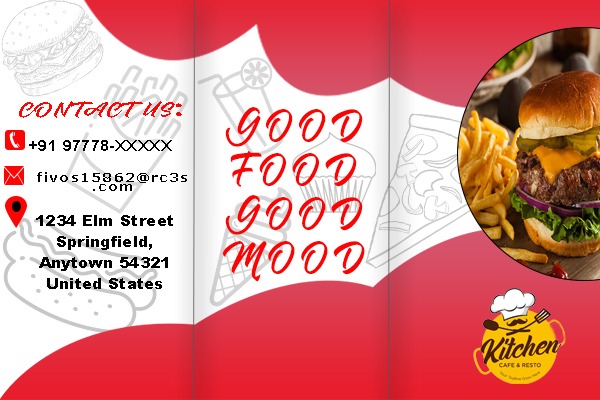 CONTACT US:
+91 97778-XXXXX
fivos15862@rc3s
.com
1234 Elm Street
Springfield,
Anytown 54321
United States
GOOD
FOOD
GOOD
MOOD
Kitchen
CAFE & RESTO